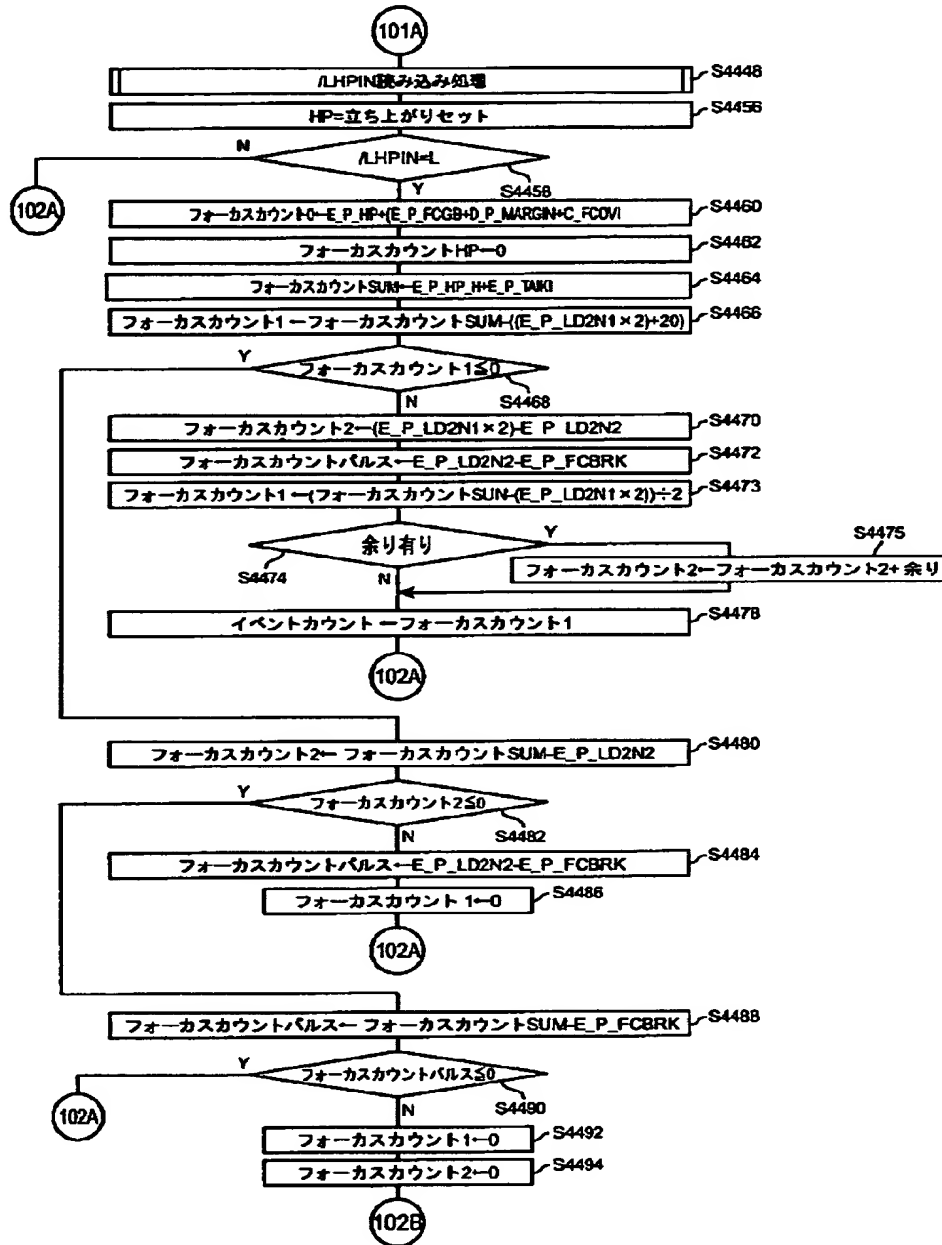 101A
/LHPIN読み込み処理
S4448
HP=立ち上がりセット
S4456
N
/LHPIN=L
S4458
102A
Y
フォーカスカウント0←E_P_HP+(E_P_FCGB+D_P_MARGIN+C_FCOV)
S4460
フォーカスカウントHP←0
S4462
フォーカスカウントSUM←E_P_HP_H+E_P_TAIKI
S4464
フォーカスカウント1←フォーカスカウントSUM-((E_P_LD2N1×2)+20)
S4466
Y
フォーカスカウント1≦0
S4468
N
フォーカスカウント2←(E_P_LD2N1×2)-E_P_LD2N2
S4470
フォーカスカウントパルス←E_P_LD2N2-E_P_FCBRK
S4472
フォーカスカウント1←(フォーカスカウントSUN-(E_P_LD2N1×2))÷2
S4473
余り有り
Y
S4475
S4474
N
フォーカスカウント2←フォーカスカウント2+余り
イベントカウント←フォーカスカウント1
S4478
102A
フォーカスカウント2←フォーカスカウントSUM-E_P_LD2N2
S4480
Y
フォーカスカウント2≦0
S4482
N
フォーカスカウントパルス←E_P_LD2N2-E_P_FCBRK
S4484
フォーカスカウント1←0
S4486
102A
フォーカスカウントパルス←フォーカスカウントSUM-E_P_FCBRK
S4488
Y
フォーカスカウントパルス≦0
S4490
102A
N
フォーカスカウント1←0
S4492
フォーカスカウント2←0
S4494
102B